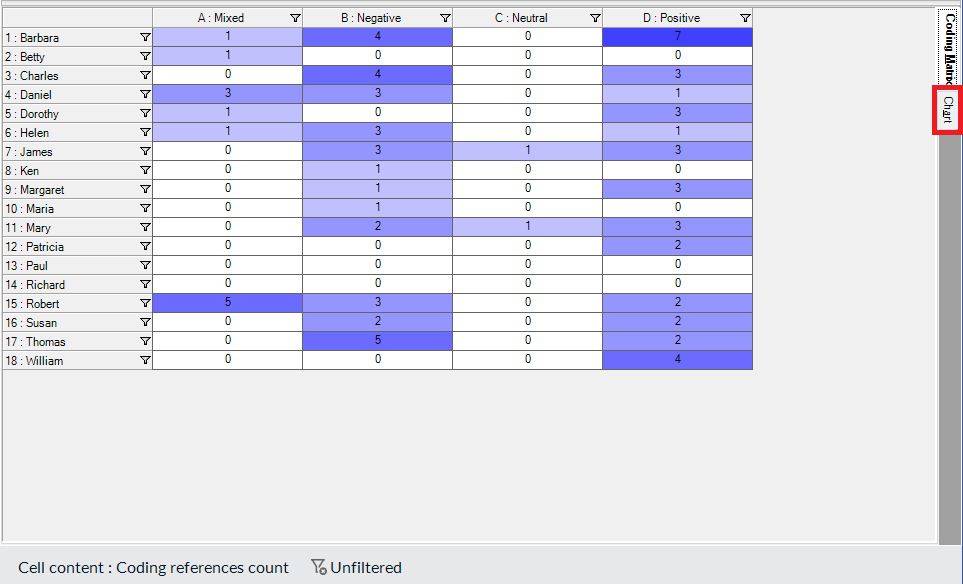 A : Mixed B : Negative C : Neutral D : Positive
1 : Barbara 1 4 0 7
2 : Betty 1 0 0 0
3 : Charles 0 4 0 3
4 : Daniel 3 3 0 1
5 : Dorothy 1 0 0 3
6 : Helen 1 3 0 1
7 : James 0 3 1 3
8 : Ken 0 1 0 0
9 : Margaret 0 1 0 3
10 : Maria 0 1 0 0
11 : Mary 0 2 1 3
12 : Patricia 0 0 0 2
13 : Paul 0 0 0 0
14 : Richard 0 0 0 0
15 : Robert 5 3 0 2
16 : Susan 0 2 0 2
17 : Thomas 0 5 0 2
18 : William 0 0 0 4
Coding Matrix
Chart
Cell content : Coding references count Unfiltered